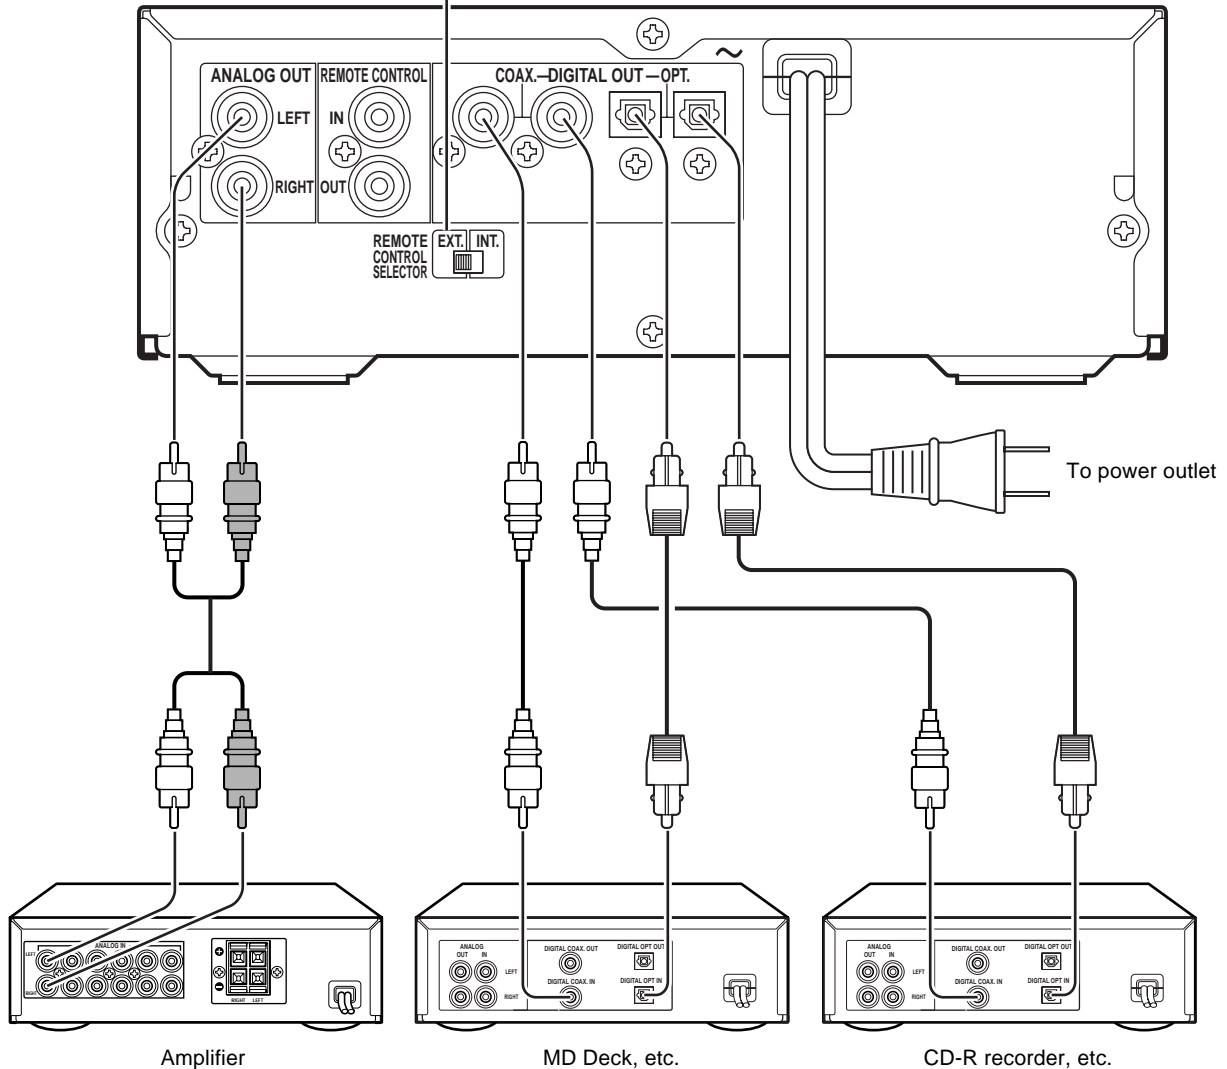 ANALOG OUT REMOTE CONTROL COAX.—DIGITAL OUT—OPT.
LEFT IN
RIGHT OUT
REMOTE CONTROL SELECTOR EXT. INT.
To power outlet
ANALOG IN
LEFT
RIGHT
RIGHT LEFT
ANALOG
OUT IN
LEFT
RIGHT
DIGITAL COAX. OUT DIGITAL OPT OUT
DIGITAL COAX. IN DIGITAL OPT IN
ANALOG
OUT IN
LEFT
RIGHT
DIGITAL COAX. OUT DIGITAL OPT OUT
DIGITAL COAX. IN DIGITAL OPT IN
Amplifier MD Deck, etc. CD-R recorder, etc.